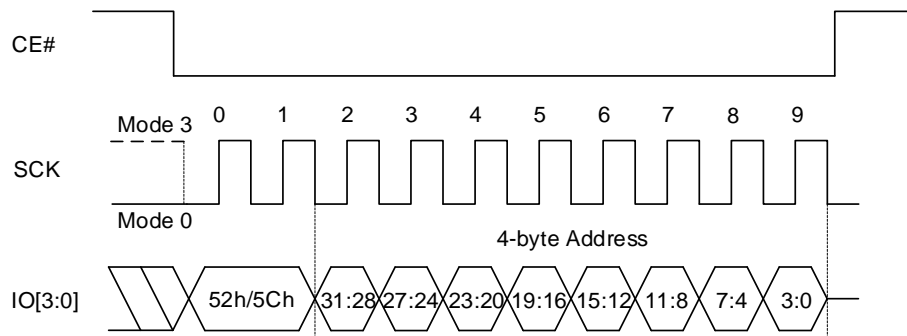 CE#
0 1 2 3 4 5 6 7 8 9
Mode 3
SCK
Mode 0
4-byte Address
IO[3:0] 52h/5Ch 31:28 27:24 23:20 19:16 15:12 11:8 7:4 3:0